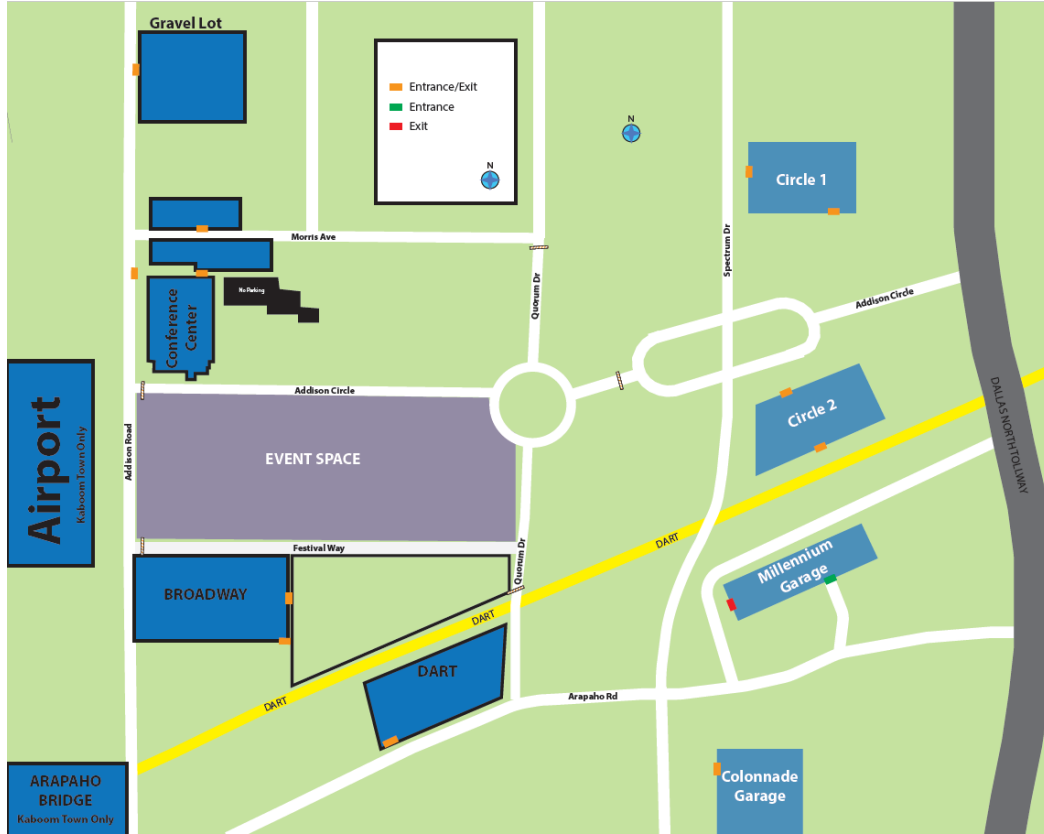 Gravel Lot
Entrance/Exit
Entrance
Exit
N
N
Circle 1
Morris Ave
Spectrum Dr
Quorum Dr
No Parking
Conference
Center
Addison Circle
Addison Circle
Airport
Kaboom Town Only
Addison Road
EVENT SPACE
Circle 2
DALLAS NORTH TOLLWAY
Festival Way
Quorum Dr
DART
BROADWAY
Millennium
Garage
DART
DART
DART
Arapaho Rd
ARAPAHO
BRIDGE
Kaboom Town Only
Colonnade
Garage